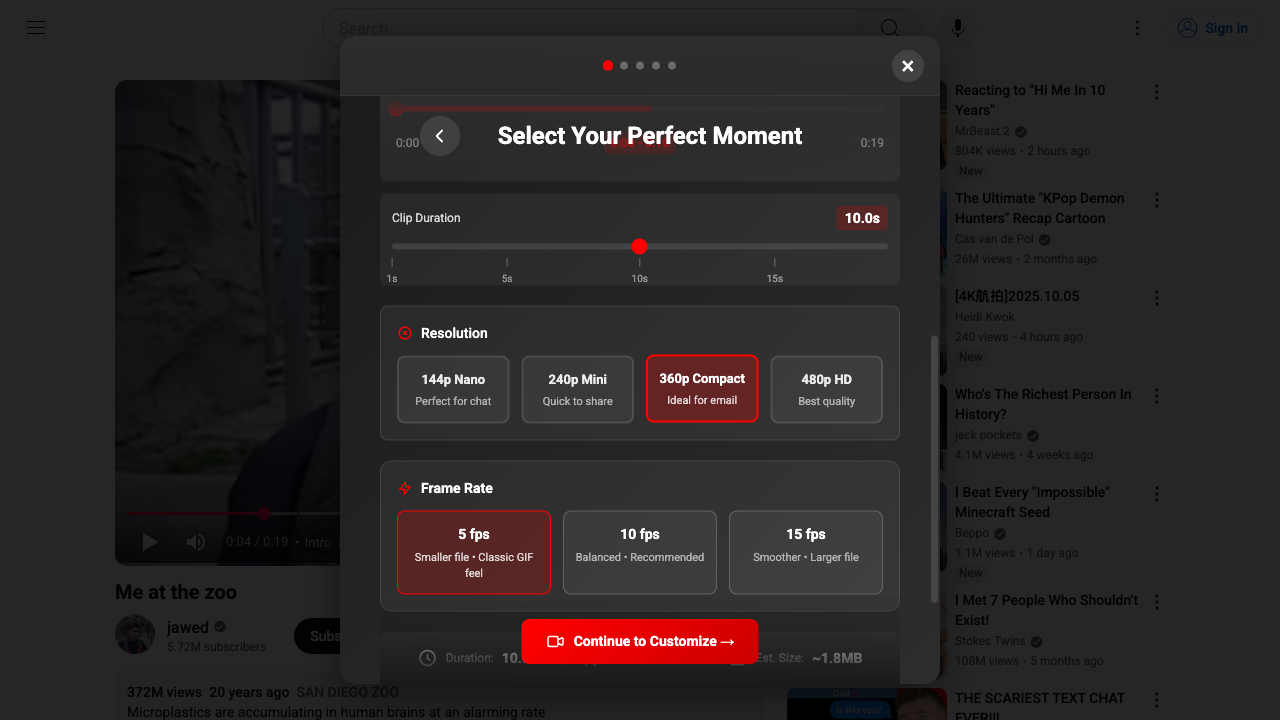 Search
Sign in
Select Your Perfect Moment
0:00
0:19
Clip Duration
10.0s
1s
5s
10s
15s
Resolution
144p Nano
Perfect for chat
240p Mini
Quick to share
360p Compact
Ideal for email
480p HD
Best quality
Frame Rate
5 fps
Smaller file • Classic GIF
feel
10 fps
Balanced • Recommended
15 fps
Smoother • Larger file
Continue to Customize →
Duration:
Est. Size: ~1.8MB
0:04 / 0:19 • Intro
Me at the zoo
jawed
5.72M subscribers
372M views 20 years ago SAN DIEGO ZOO
Microplastics are accumulating in human brains at an alarming rate
Reacting to "Hi Me In 10
Years"
MrBeast 2
804K views • 2 hours ago
New
The Ultimate "KPop Demon
Hunters" Recap Cartoon
Cas van de Pol
26M views • 2 months ago
[4K航拍]2025.10.05
Heidi Kwok
240 views • 4 hours ago
New
Who's The Richest Person In
History?
jack pockets
4.1M views • 4 weeks ago
I Beat Every "Impossible"
Minecraft Seed
Beppo
1.1M views • 1 day ago
New
I Met 7 People Who Shouldn't
Exist!
Stokes Twins
108M views • 5 months ago
Dad
Is this you?
THE SCARIEST TEXT CHAT